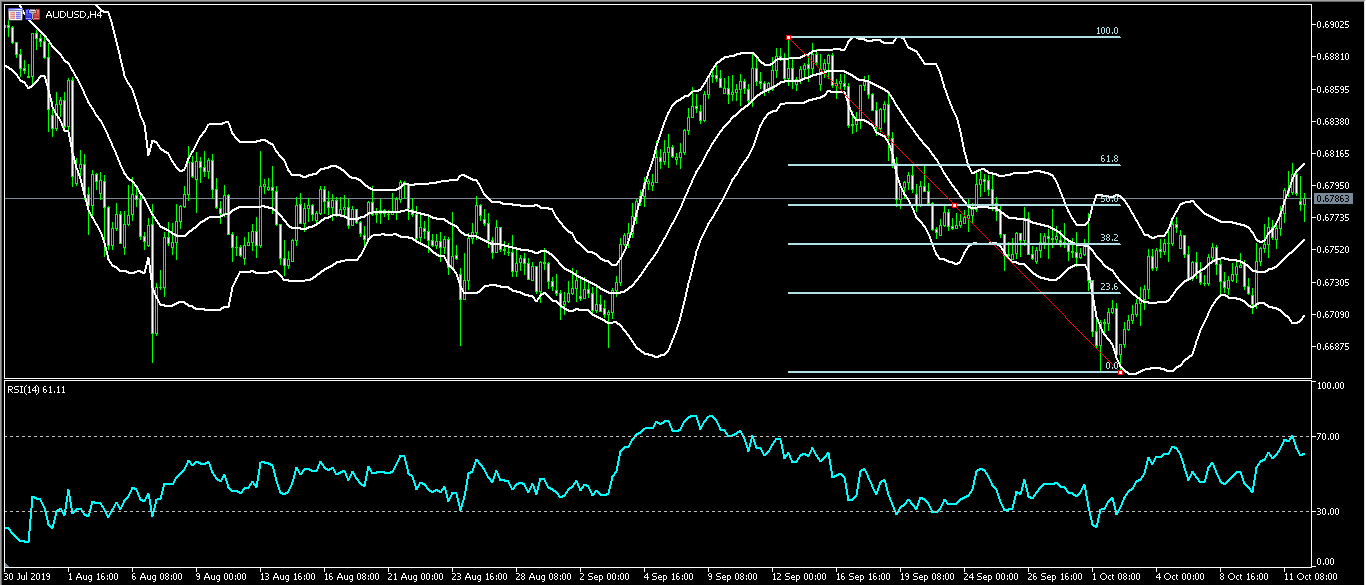 AUDUSD,H4
0.69025
100.0
0.68810
0.68595
0.68380
0.68165
61.8
0.67950
50.0
0.67863
0.67735
38.2
0.67520
0.67305
23.6
0.67090
0.66875
0.0
RSI(14) 61.11
100.00
70.00
30.00
0.00
30 Jul 2019
1 Aug 16:00
6 Aug 08:00
9 Aug 00:00
13 Aug 16:00
16 Aug 08:00
21 Aug 00:00
23 Aug 16:00
28 Aug 08:00
2 Sep 00:00
4 Sep 16:00
9 Sep 08:00
12 Sep 00:00
16 Sep 16:00
19 Sep 08:00
24 Sep 00:00
26 Sep 16:00
1 Oct 08:00
4 Oct 00:00
8 Oct 16:00
11 Oct 08:00